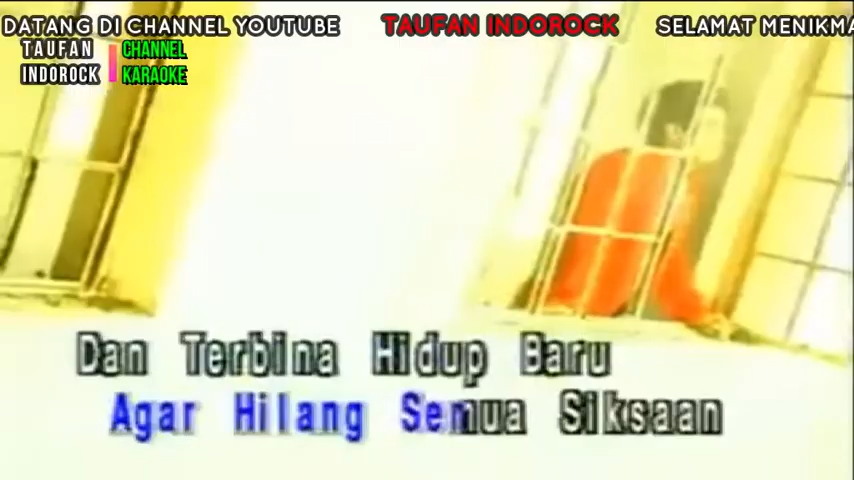 DATANG DI CHANNEL YOUTUBE TAUFAN INDOROCK SELAMAT MENIKMA
TAUFAN INDOROCK
CHANNEL KARAOKE
Dan Terbina Hidup Baru
Agar Hilang Semua Siksaan